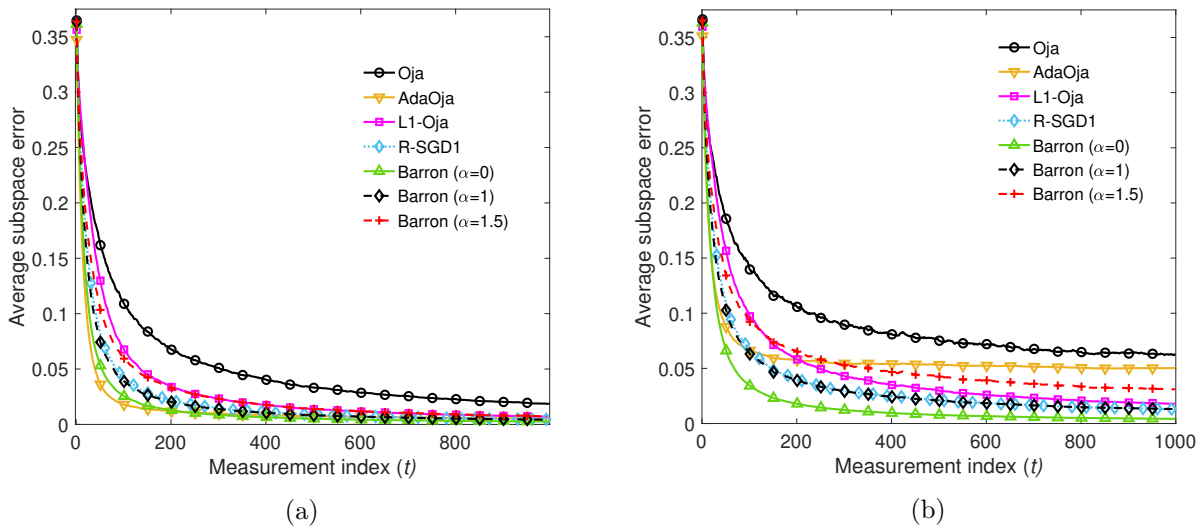 0.35
0.3
0.25
0.2
0.15
0.1
0.05
0
Average subspace error
Oja
AdaOja
L1-Oja
R-SGD1
Barron (α=0)
Barron (α=1)
Barron (α=1.5)
0 200 400 600 800
Measurement index (t)
(a)
0.35
0.3
0.25
0.2
0.15
0.1
0.05
0
Average subspace error
Oja
AdaOja
L1-Oja
R-SGD1
Barron (α=0)
Barron (α=1)
Barron (α=1.5)
0 200 400 600 800 1000
Measurement index (t)
(b)